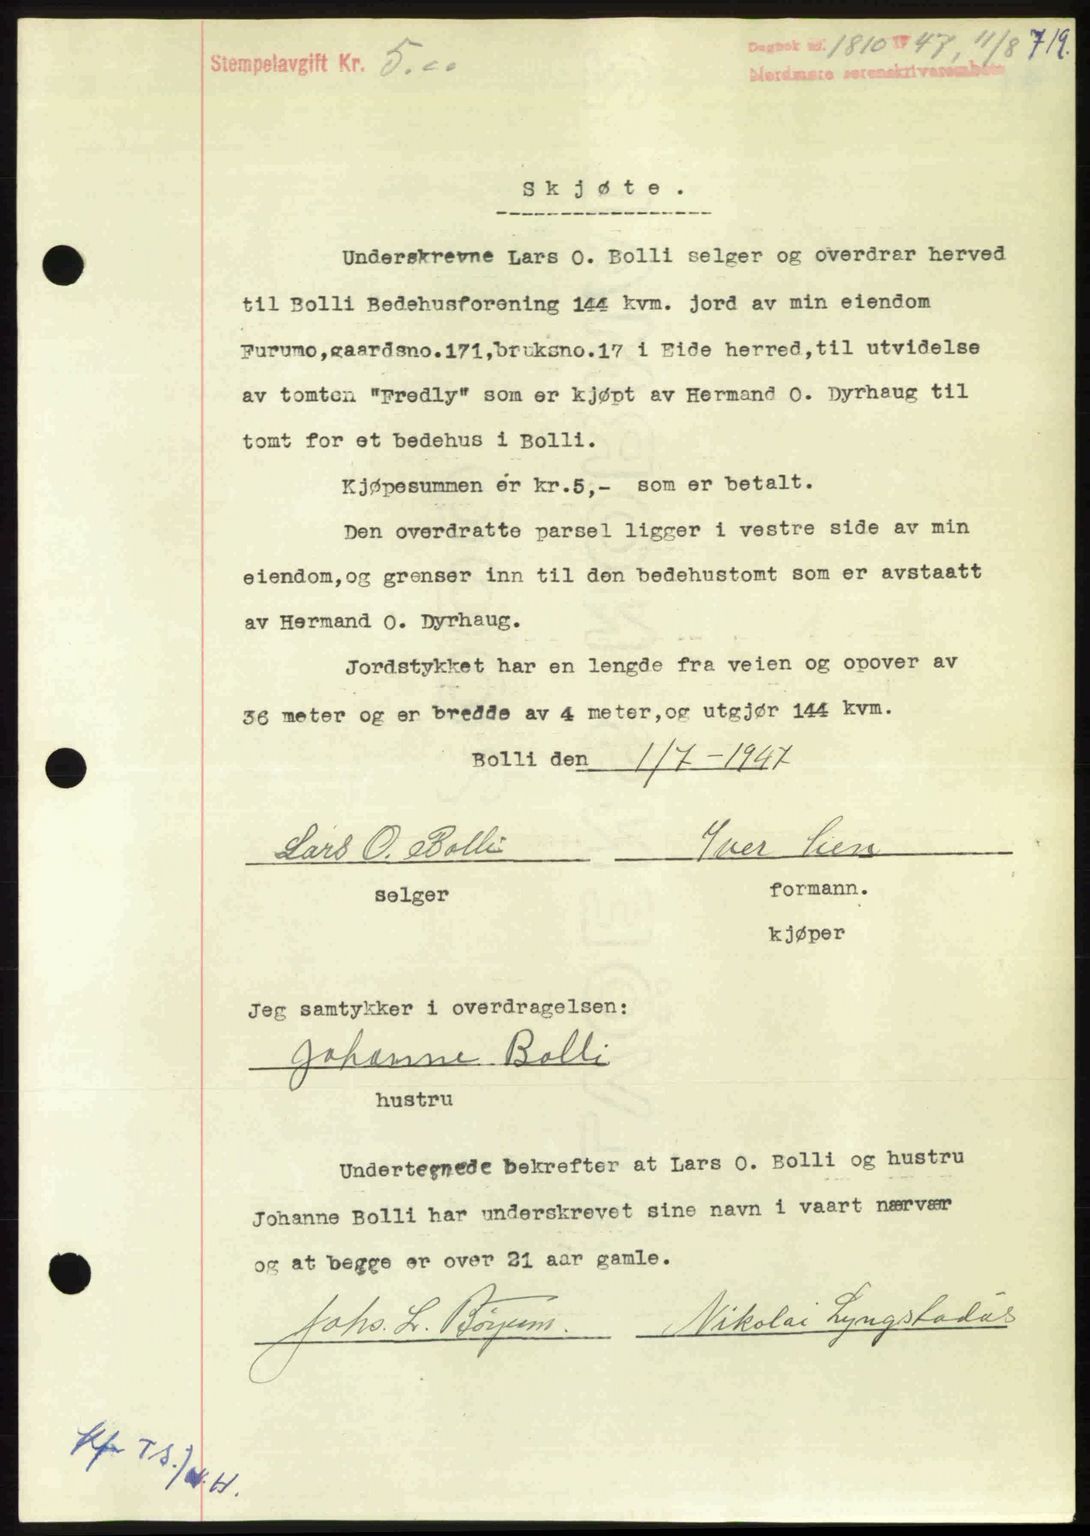 Stempelavgift Kr. 5.00
Dagbok nr. 1810 19 47, 11/8 719.
Nordmøre sorenskriverembete
Skjøte.
Underskrevne Lars O. Bolli selger og overdrar herved
til Bolli Bedehusforening 144 kvm. jord av min eiendom
Furumo,gaardsno.171,bruksno.17 i Eide herred,til utvidelse
av tomten "Fredly" som er kjøpt av Hermand O. Dyrhaug til
tomt for et bedehus i Bolli.
Kjøpesummen er kr.5,- som er betalt.
Den overdratte parsel ligger i vestre side av min
eiendom,og grenser inn til den bedehustomt som er avstaatt
av Hermand O. Dyrhaug.
Jordstykket har en lengde fra veien og opover av
36 meter og er bredde av 4 meter,og utgjør 144 kvm.
Bolli den 1/7-1947
Lars O. Bolli Yver Lien
selger formann.
kjøper
Jeg samtykker i overdragelsen:
Johanne Bolli
hustru
Undertegnede bekrefter at Lars O. Bolli og hustru
Johanne Bolli har underskrevet sine navn i vaart nærvær
og at begge er over 21 aar gamle.
Johs. L. Nikolai Lyngstadås
T.S.)